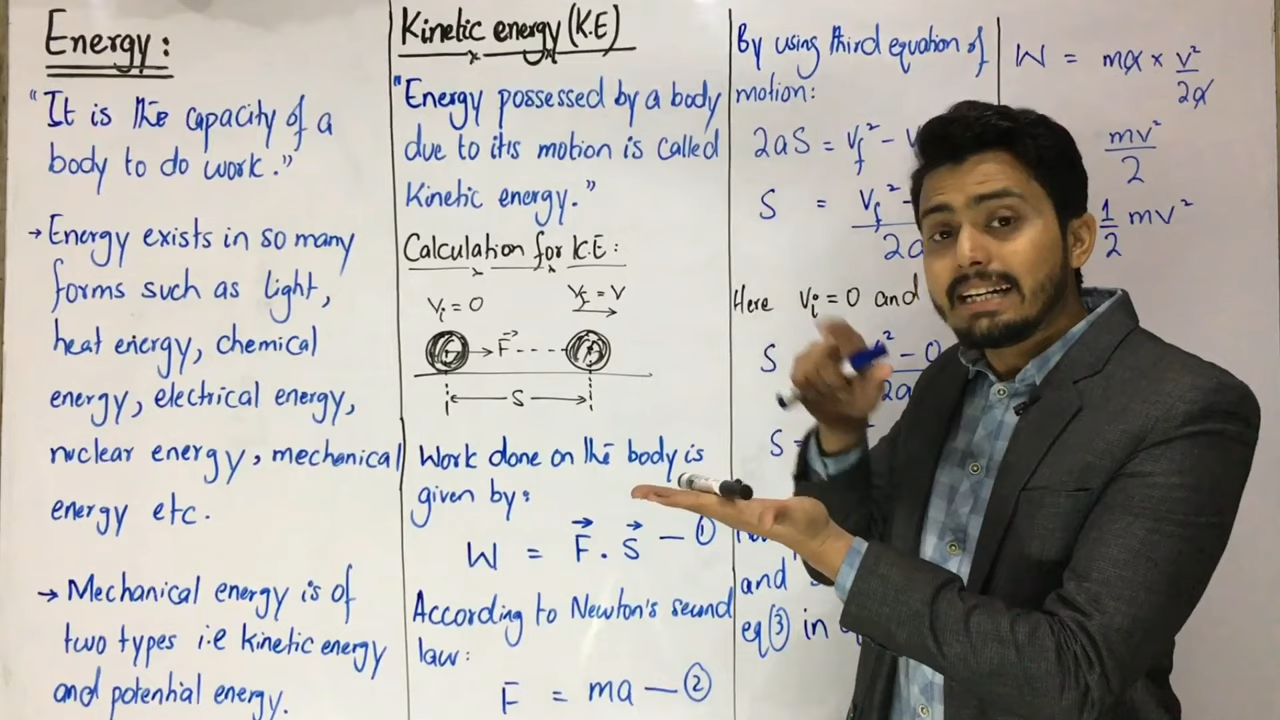 Energy:
"It is the capacity of a
body to do work."
→ Energy exists in so many
forms such as light,
heat energy, chemical
energy, electrical energy,
nuclear energy, mechanical
energy etc.
→ Mechanical energy is of
two types i.e kinetic energy
and potential energy.
Kinetic energy (K.E)
"Energy possessed by a body
due to its motion is called
Kinetic energy."
Calculation for K.E:
Vᵢ = 0
V_f = V
F⃗
S
Work done on the body is
given by:
W = F⃗ . S⃗ — ①
According to Newton's second
law:
F = ma — ②
By using third equation of
motion:
2aS = v_f² -
S = v_f² -
2a
Here Vᵢ = 0 and
S
² - 0
2a
S =
and
eq ③ in
W = ma × v²/2a
mv²/2
1/2 mv²